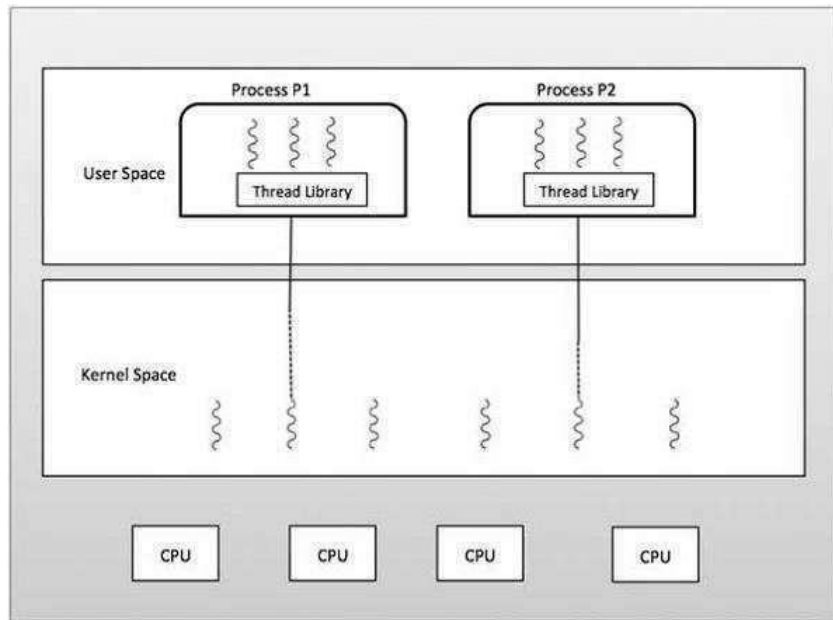 Process P1
Process P2
User Space
Thread Library
Thread Library
Kernel Space
CPU
CPU
CPU
CPU